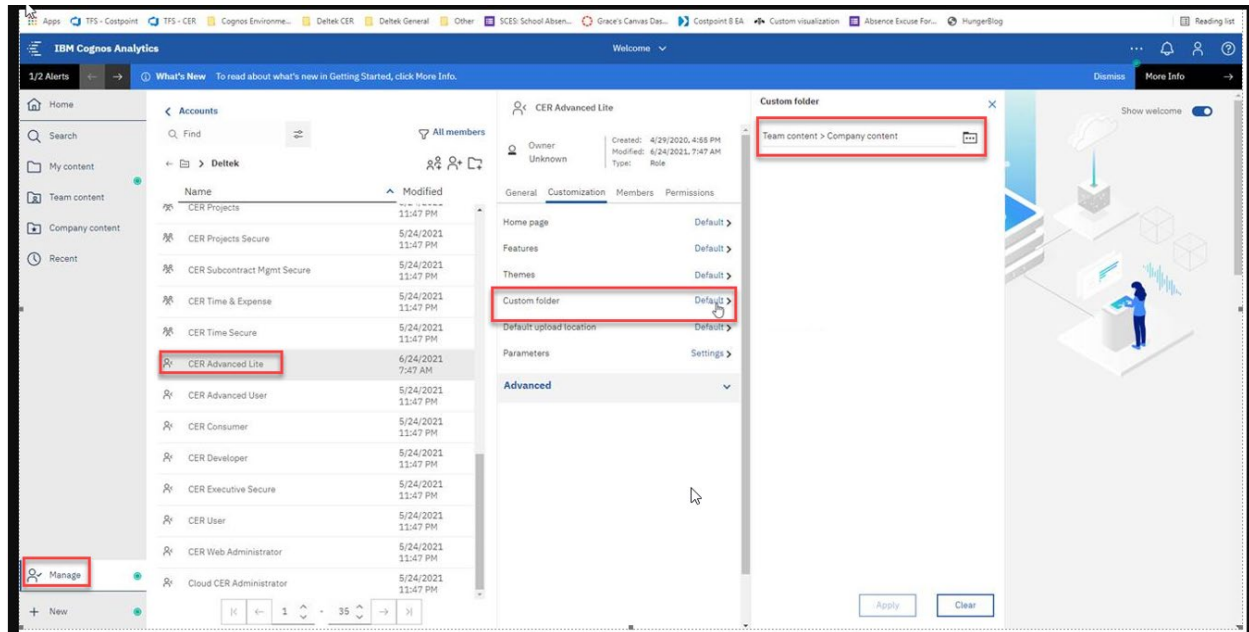 Apps TFS - Costpoint TFS - CER Cognos Environme... Deltek CER Deltek General Other SCES: School Absen... Grace's Canvas Das... Costpoint 8 EA Custom visualization Absence Excuse For... HungerBlog Reading list
IBM Cognos Analytics Welcome
1/2 Alerts What's New To read about what's new in Getting Started, click More Info. Dismiss More Info
Home
Search
My content
Team content
Company content
Recent
Manage
New
Accounts
Find All members
Deltek
Name Modified
CER Projects 11:47 PM
CER Projects Secure 5/24/2021 11:47 PM
CER Subcontract Mgmt Secure 5/24/2021 11:47 PM
CER Time & Expense 5/24/2021 11:47 PM
CER Time Secure 5/24/2021 11:47 PM
CER Advanced Lite 6/24/2021 7:47 AM
CER Advanced User 5/24/2021 11:47 PM
CER Consumer 5/24/2021 11:47 PM
CER Developer 5/24/2021 11:47 PM
CER Executive Secure 5/24/2021 11:47 PM
CER User 5/24/2021 11:47 PM
CER Web Administrator 5/24/2021 11:47 PM
Cloud CER Administrator 5/24/2021 11:47 PM
1 - 35
CER Advanced Lite
Owner
Unknown
Created: 4/29/2020, 4:55 PM
Modified: 6/24/2021, 7:47 AM
Type: Role
General Customization Members Permissions
Home page Default
Features Default
Themes Default
Custom folder Default
Default upload location Default
Parameters Settings
Advanced
Custom folder
Team content > Company content
Apply Clear
Show welcome